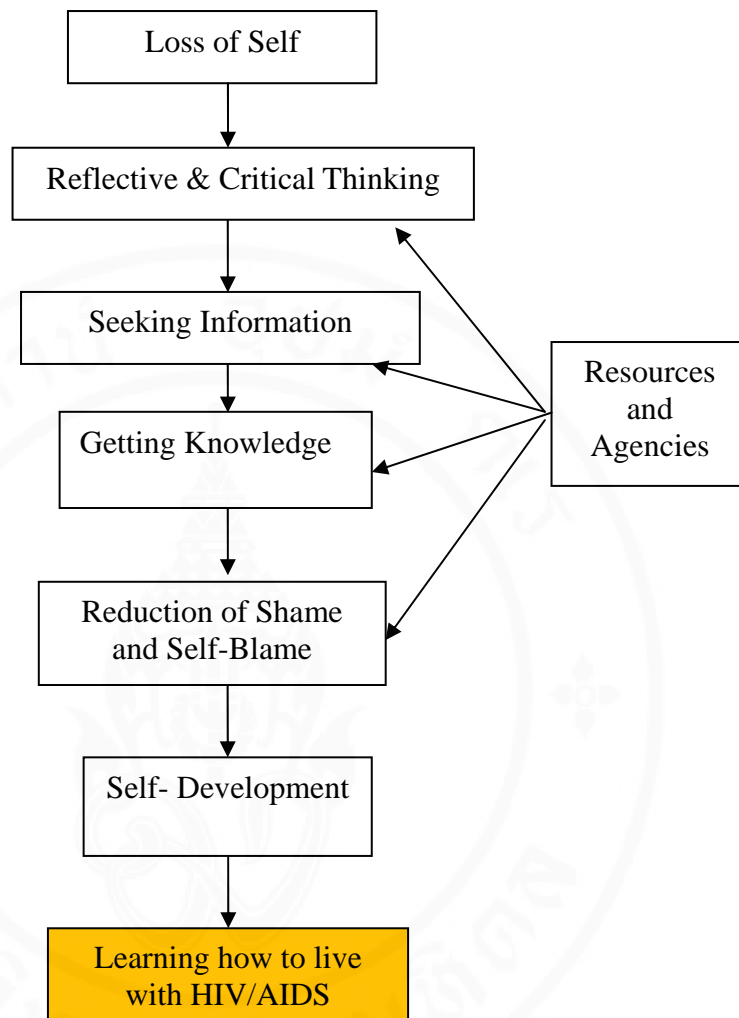 Loss of Self
Reflective & Critical Thinking
Seeking Information
Getting Knowledge
Resources
and
Agencies
Reduction of Shame
and Self-Blame
Self- Development
Learning how to live
with HIV/AIDS